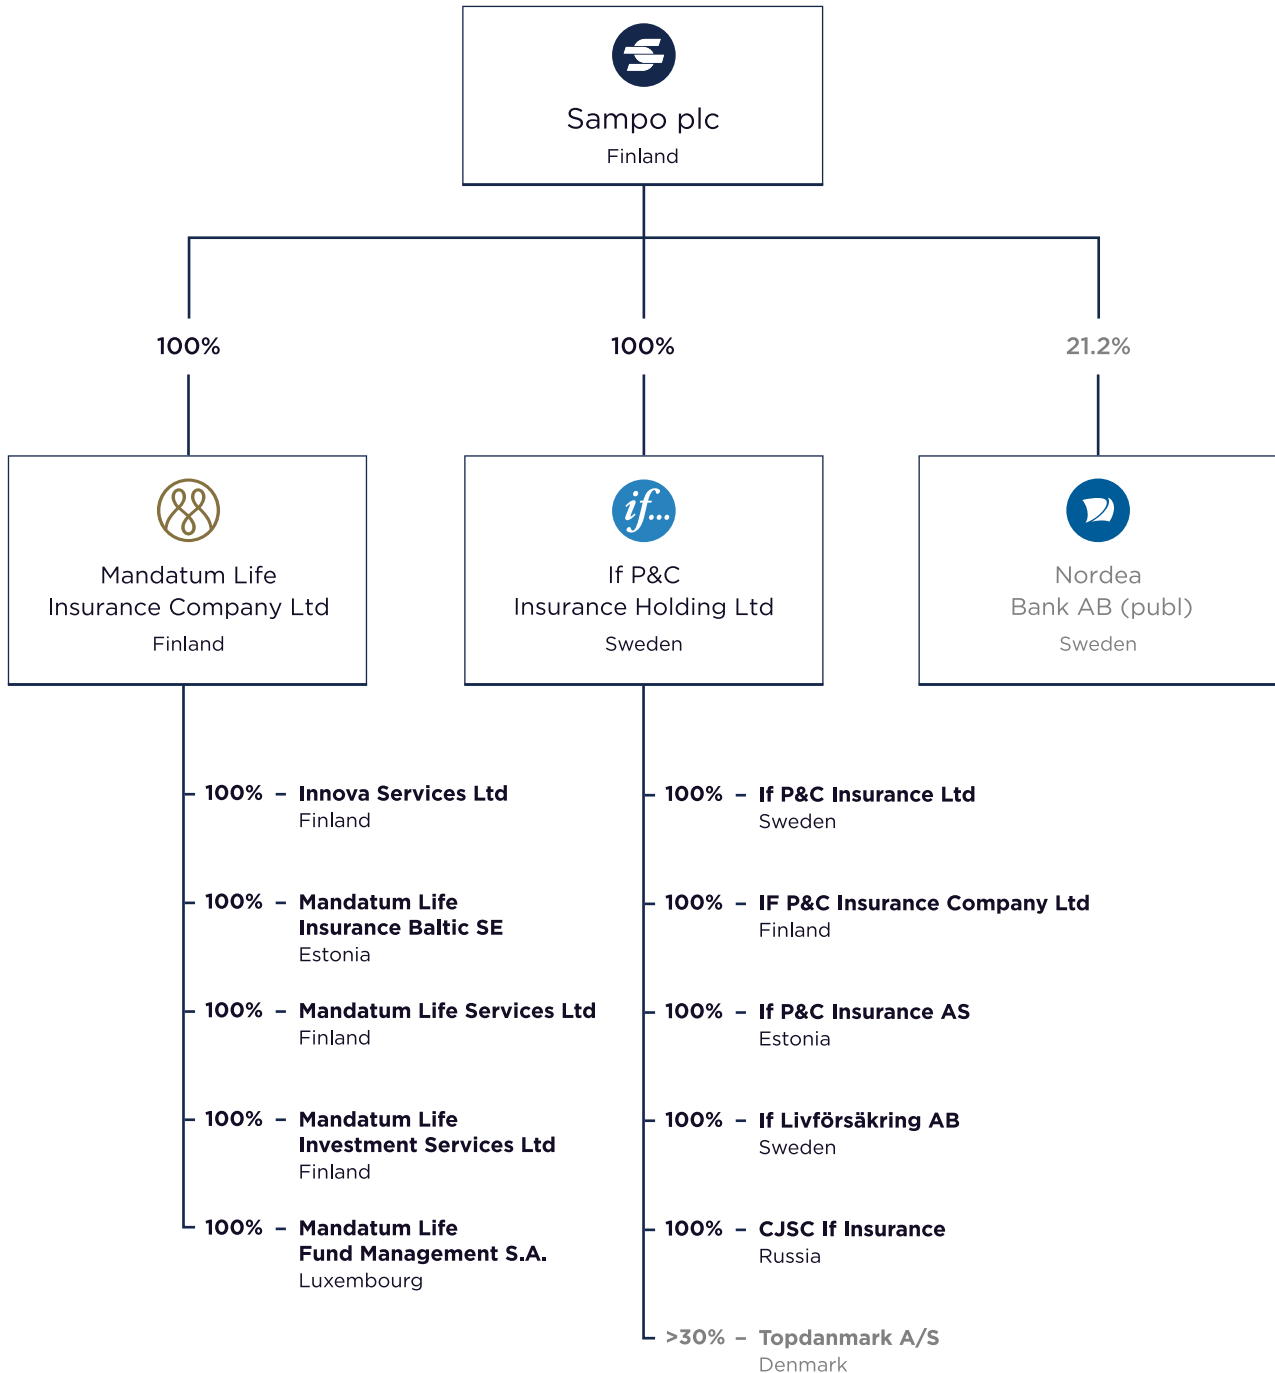 Sampo plc
Finland
100%
100%
21.2%
Mandatum Life
Insurance Company Ltd
Finland
if...
If P&C
Insurance Holding Ltd
Sweden
Nordea
Bank AB (publ)
Sweden
100% – Innova Services Ltd
Finland
100% – Mandatum Life
Insurance Baltic SE
Estonia
100% – Mandatum Life Services Ltd
Finland
100% – Mandatum Life
Investment Services Ltd
Finland
100% – Mandatum Life
Fund Management S.A.
Luxembourg
100% – If P&C Insurance Ltd
Sweden
100% – IF P&C Insurance Company Ltd
Finland
100% – If P&C Insurance AS
Estonia
100% – If Livförsäkring AB
Sweden
100% – CJSC If Insurance
Russia
>30% – Topdanmark A/S
Denmark